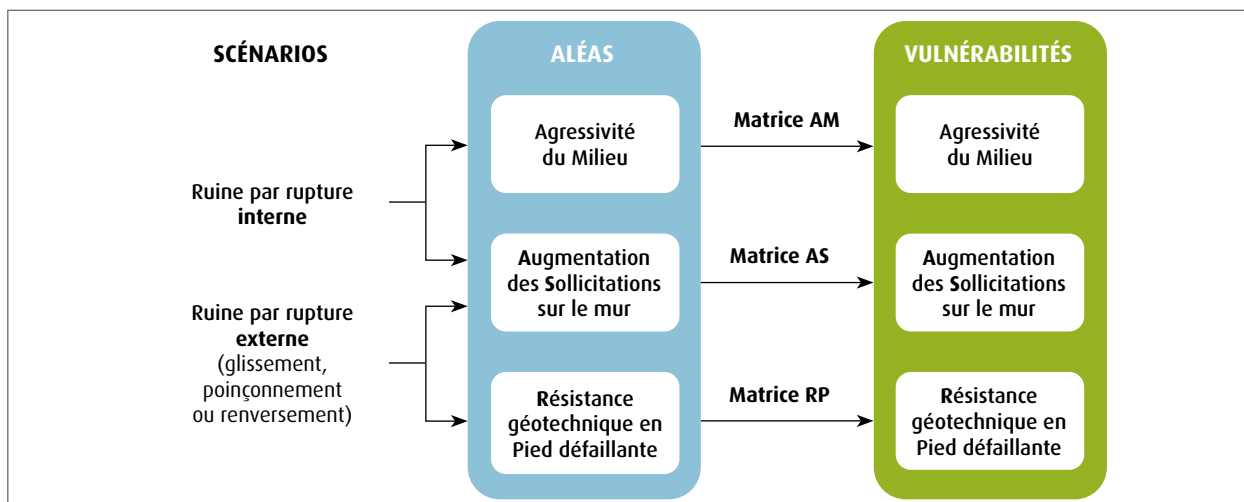 SCÉNARIOS
Ruine par rupture
interne
Ruine par rupture
externe
(glissement,
poinçonnement
ou renversement)
ALÉAS
Agressivité
du Milieu
Augmentation
des Sollicitations
sur le mur
Résistance
géotechnique en
Pied défaillante
Matrice AM
Matrice AS
Matrice RP
VULNÉRABILITÉS
Agressivité
du Milieu
Augmentation
des Sollicitations
sur le mur
Résistance
géotechnique en
Pied défaillante